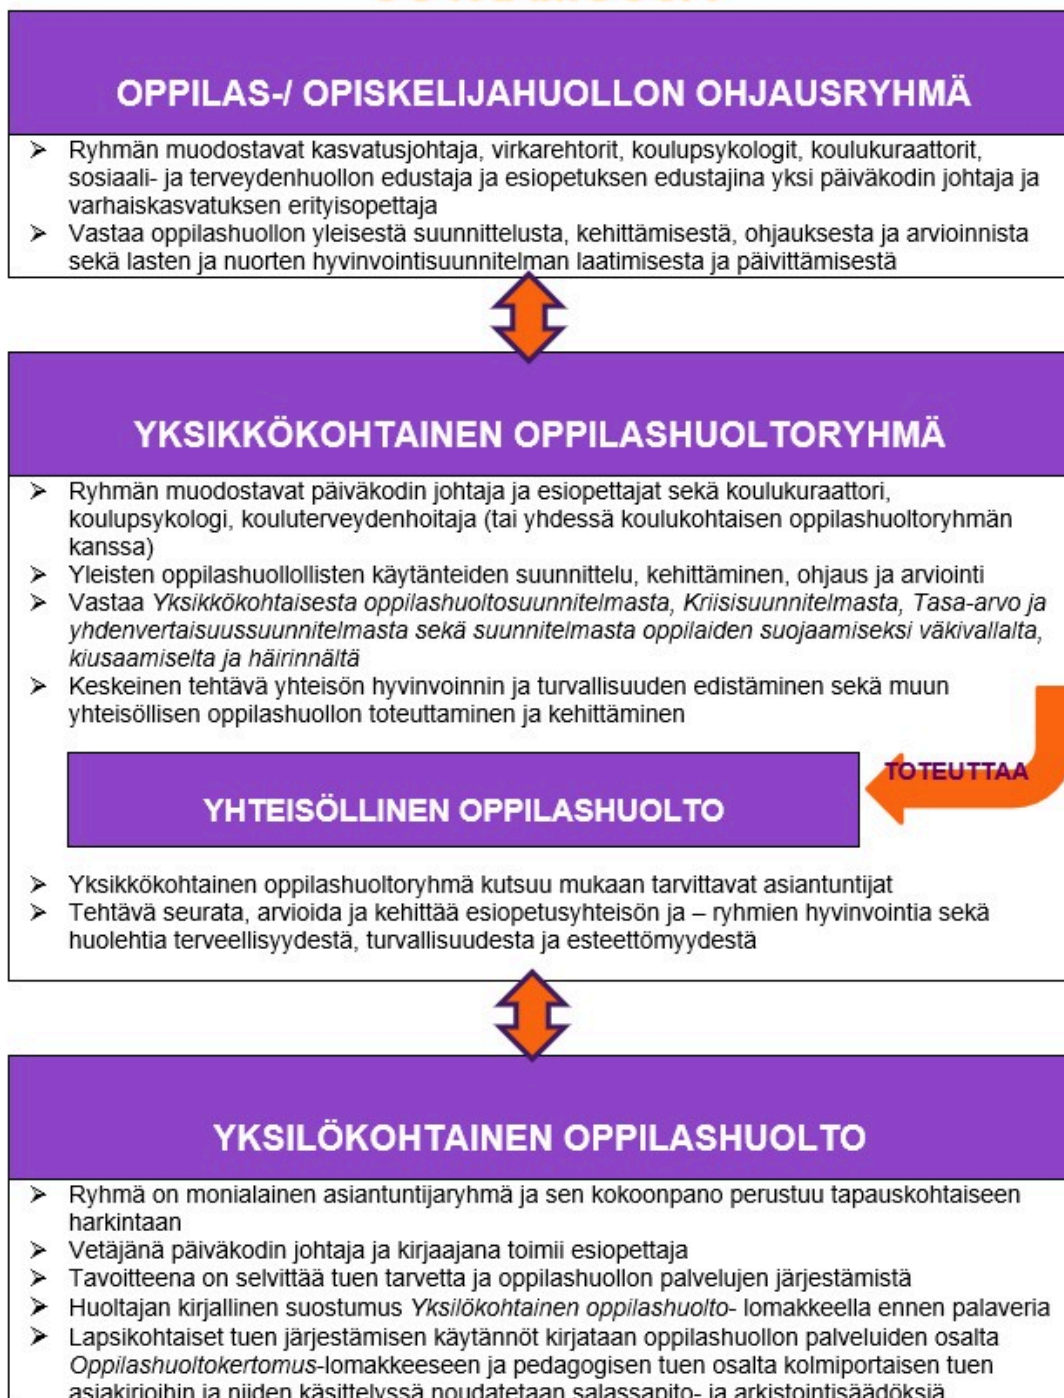 OPPILAS-/ OPISKELIJAHUOLLON OHJAUSRYHMÄ
➤ Ryhmän muodostavat kasvatusjohtaja, virkarehtorit, koulupsykologit, koulukuraattorit,
sosiaali- ja terveydenhuollon edustaja ja esiopetuksen edustajina yksi päiväkodin johtaja ja
varhaiskasvatuksen erityisopettaja
➤ Vastaa oppilashuollon yleisestä suunnittelusta, kehittämisestä, ohjauksesta ja arvioinnista
sekä lasten ja nuorten hyvinvointisuunnitelman laatimisesta ja päivittämisestä
YKSIKKÖKOHTAINEN OPPILASHUOLTORYHMÄ
➤ Ryhmän muodostavat päiväkodin johtaja ja esiopettajat sekä koulukuraattori,
koulupsykologi, kouluterveydenhoitaja (tai yhdessä koulukohtaisen oppilashuoltoryhmän
kanssa)
➤ Yleisten oppilashuollollisten käytänteiden suunnittelu, kehittäminen, ohjaus ja arviointi
➤ Vastaa Yksikkökohtaisesta oppilashuoltosuunnitelmasta, Kriisisuunnitelmasta, Tasa-arvo ja
yhdenvertaisuussuunnitelmasta sekä suunnitelmasta oppilaiden suojaamiseksi väkivallalta,
kiusaamiselta ja häirinnältä
➤ Keskeinen tehtävä yhteisön hyvinvoinnin ja turvallisuuden edistäminen sekä muun
yhteisöllisen oppilashuollon toteuttaminen ja kehittäminen
TOTEUTTAA
YHTEISÖLLINEN OPPILASHUOLTO
➤ Yksikkökohtainen oppilashuoltoryhmä kutsuu mukaan tarvittavat asiantuntijat
➤ Tehtävä seurata, arvioida ja kehittää esiopetusyhteisön ja – ryhmien hyvinvointia sekä
huolehtia terveellisyydestä, turvallisuudesta ja esteettömyydestä
YKSILÖKOHTAINEN OPPILASHUOLTO
➤ Ryhmä on monialainen asiantuntijaryhmä ja sen kokoonpano perustuu tapauskohtaiseen
harkintaan
➤ Vetäjänä päiväkodin johtaja ja kirjaajana toimii esiopettaja
➤ Tavoitteena on selvittää tuen tarvetta ja oppilashuollon palvelujen järjestämistä
➤ Huoltajan kirjallinen suostumus Yksilökohtainen oppilashuolto- lomakkeella ennen palaveria
➤ Lapsikohtaiset tuen järjestämisen käytännöt kirjataan oppilashuollon palveluiden osalta
Oppilashuoltokertomus-lomakkeeseen ja pedagogisen tuen osalta kolmiportaisen tuen
asiakirjoihin ja niiden käsittelyssä noudatetaan salassapito- ja arkistointisäädöksiä